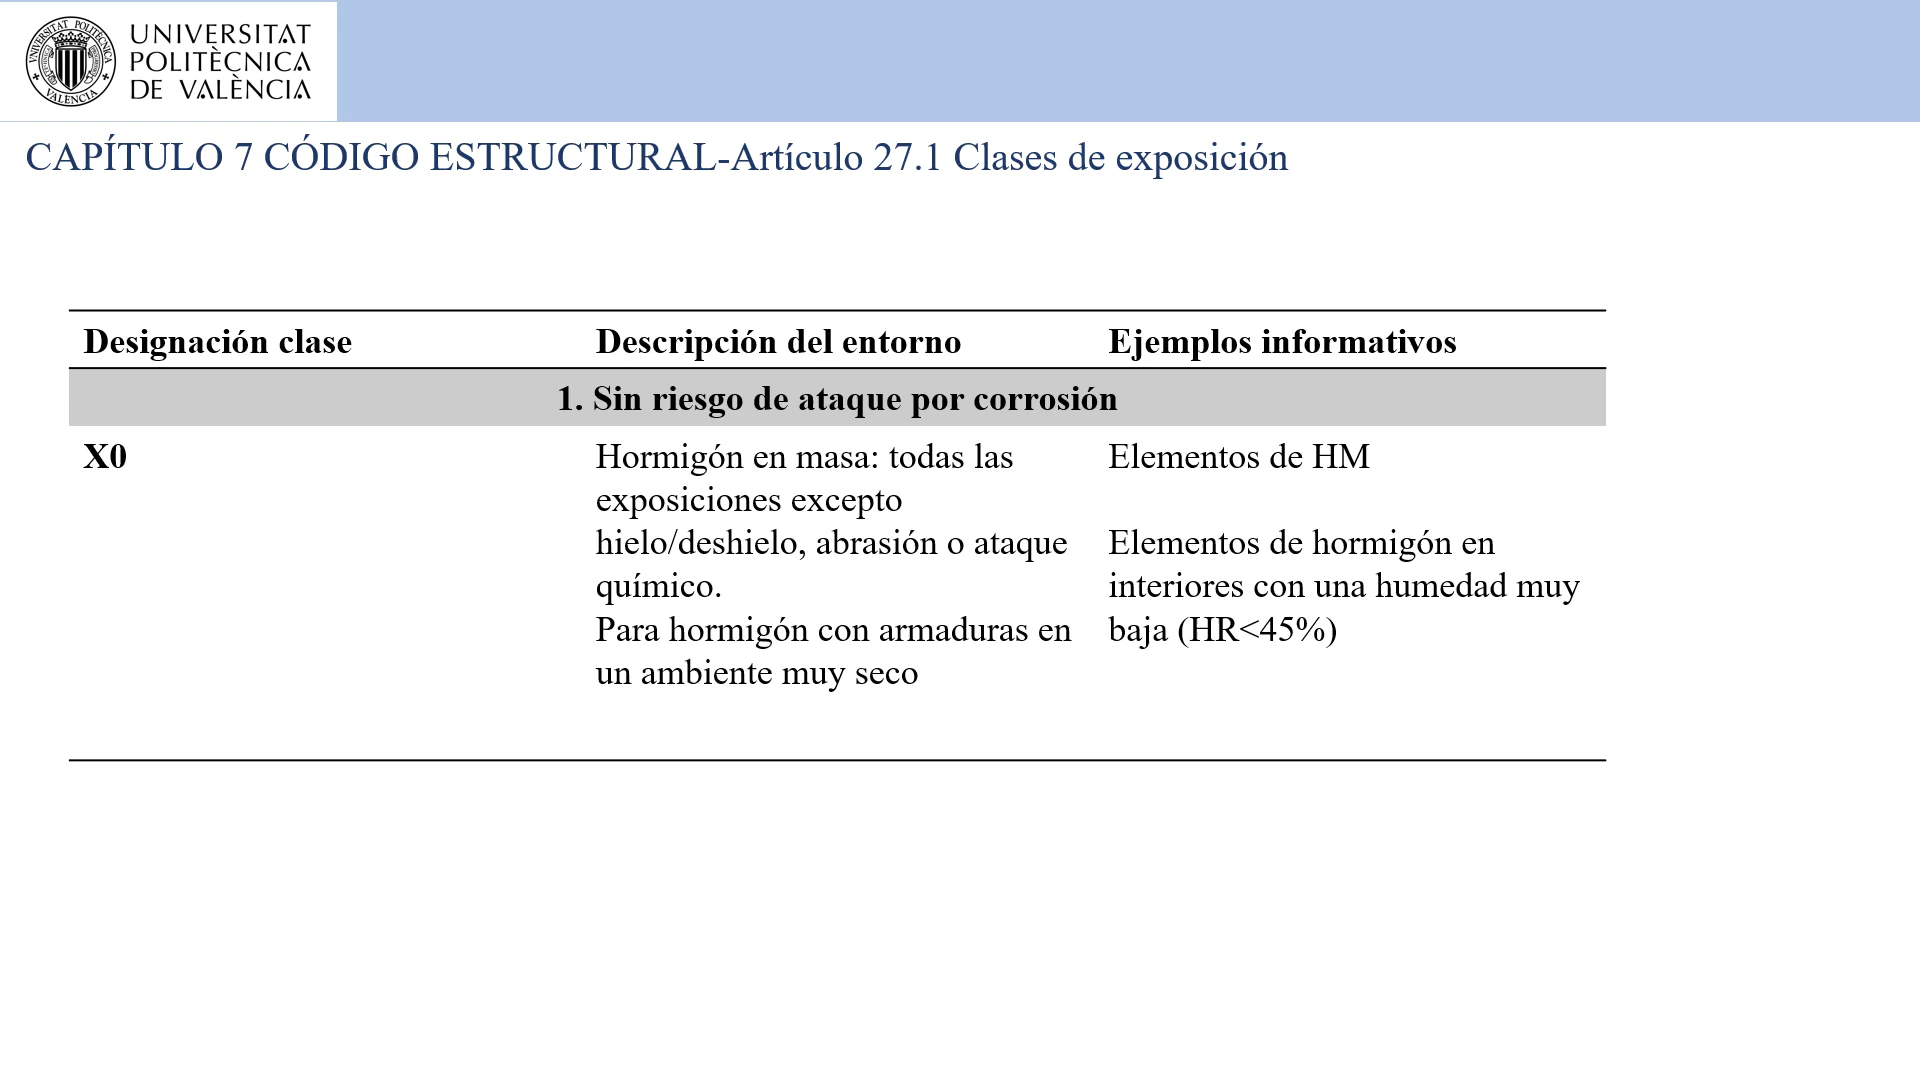 UNIVERSITAT POLITÈCNICA
VALÈNCIA
UNIVERSITAT
POLITÈCNICA
DE VALÈNCIA
CAPÍTULO 7 CÓDIGO ESTRUCTURAL-Artículo 27.1 Clases de exposición
Designación clase Descripción del entorno Ejemplos informativos
1. Sin riesgo de ataque por corrosión
X0
Hormigón en masa: todas las
exposiciones excepto
hielo/deshielo, abrasión o ataque
químico.
Para hormigón con armaduras en
un ambiente muy seco
Elementos de HM
Elementos de hormigón en
interiores con una humedad muy
baja (HR<45%)